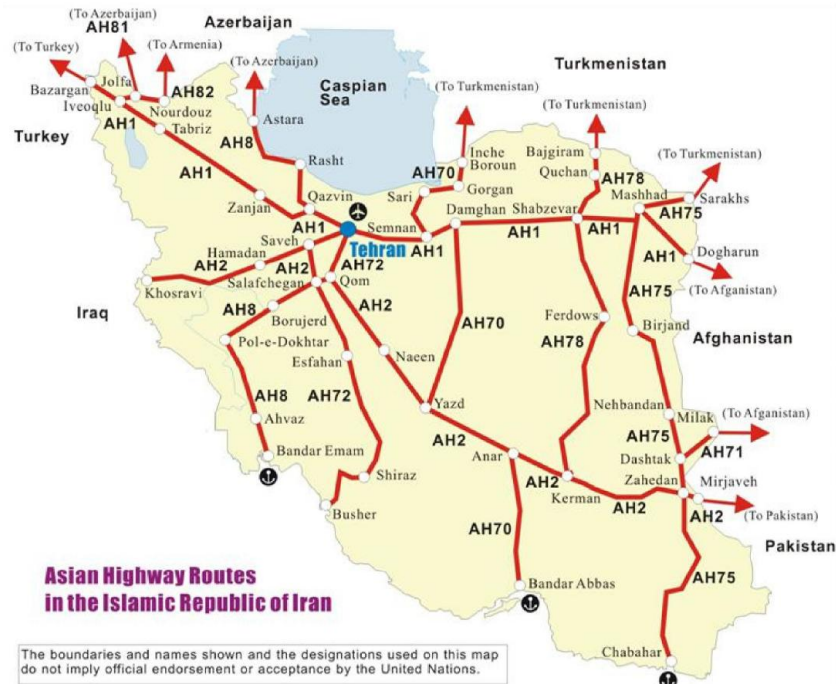 (To Azerbaijan)
AH81
Azerbaijan
(To Turkey)
(To Armenia)
(To Azerbaijan)
Caspian
Sea
Turkmenistan
Jolfa
Bazargan
Iveoqlu
AH82
Nourdouz
AH1
Tabriz
Turkey
Astara
AH8
Rasht
(To Turkmenistan)
(To Turkmenistan)
Inche
Boroun
AH70
Gorgan
Sari
Bajgiram
Quchan
AH78
(To Turkmenistan)
Mashhad
Sarakhs
AH75
AH1
Zanjan
Qazvin
AH1
Semnan
Damghan
Shabzevar
AH1
AH1
AH1
AH1
Dogharun
(To Afganistan)
Saveh
Tehran
Hamadan
AH2
AH2
AH72
Khosravi
Salafchegan
Qom
AH75
Iraq
AH8
Borujerd
AH2
AH70
Ferdows
Birjand
Afghanistan
Pol-e-Dokhtar
Esfahan
Naeen
AH78
AH8
AH72
Yazd
Nehbandan
Milak
(To Afganistan)
Ahvaz
AH2
AH75
AH71
Bandar Emam
Anar
Dashtak
Shiraz
AH2
Kerman
Zahedan
Mirjaveh
Busher
AH2
AH2
(To Pakistan)
AH70
Pakistan
Asian Highway Routes
in the Islamic Republic of Iran
Bandar Abbas
AH75
Chabahar
The boundaries and names shown and the designations used on this map
do not imply official endorsement or acceptance by the United Nations.